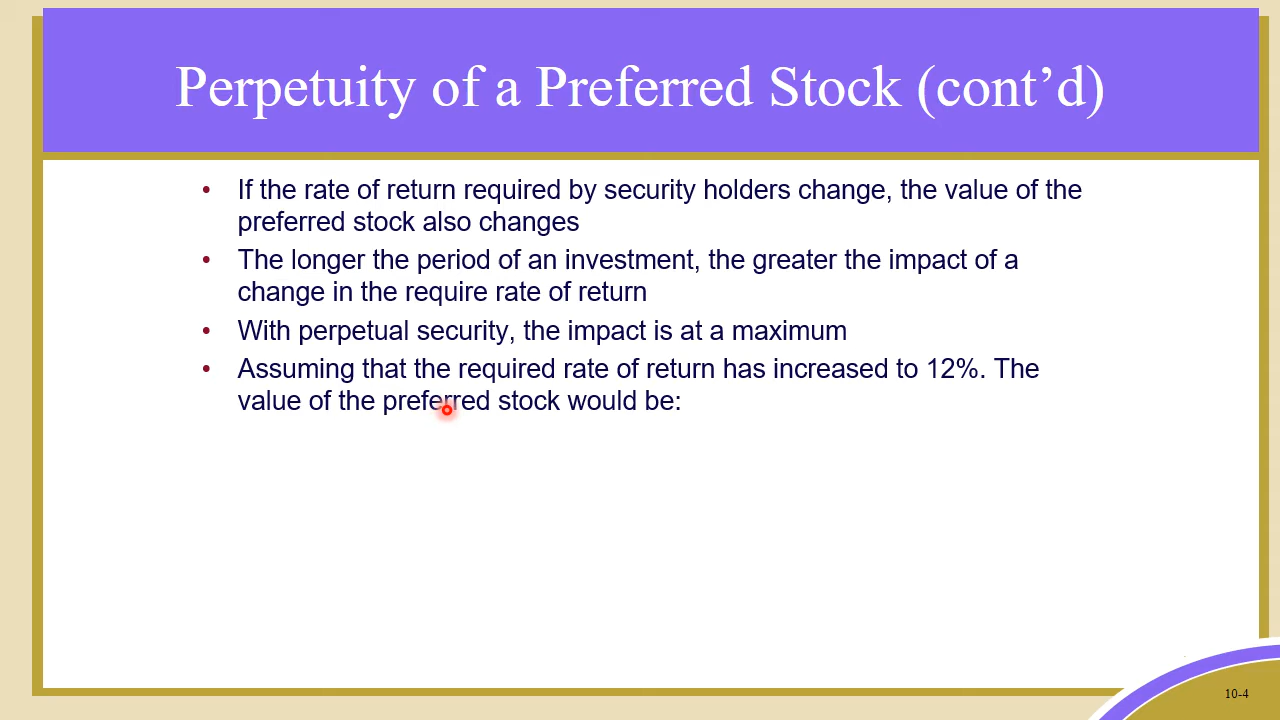 Perpetuity of a Preferred Stock (cont’d)
• If the rate of return required by security holders change, the value of the
preferred stock also changes
• The longer the period of an investment, the greater the impact of a
change in the require rate of return
• With perpetual security, the impact is at a maximum
• Assuming that the required rate of return has increased to 12%. The
value of the preferred stock would be:
10-4